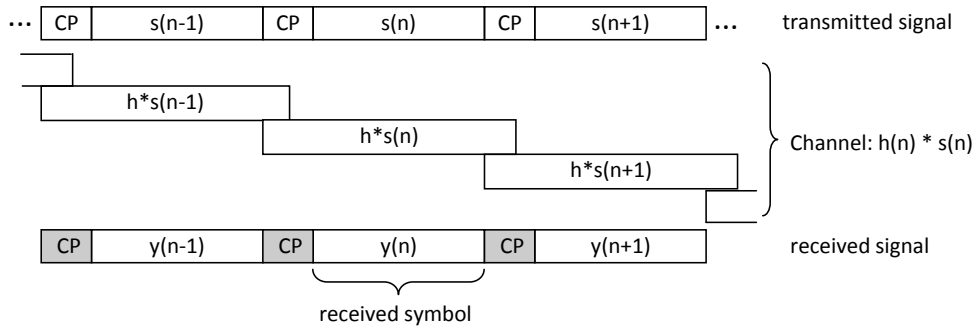 ... CP s(n-1) CP s(n) CP s(n+1) ... transmitted signal
h*s(n-1)
h*s(n)
Channel: h(n) * s(n)
h*s(n+1)
CP y(n-1) CP y(n) CP y(n+1) received signal
received symbol